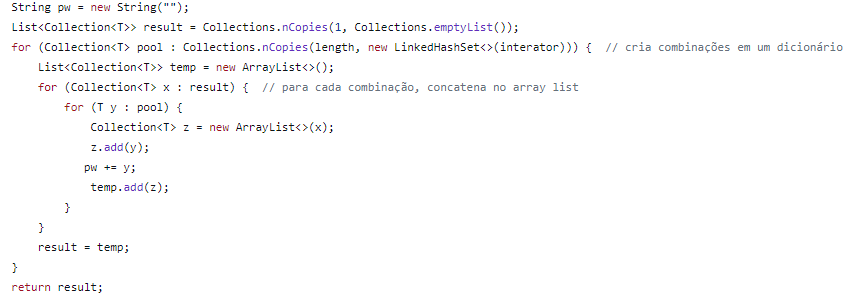 String pw = new String("");
List<Collection<T>> result = Collections.nCopies(1, Collections.emptyList());
for (Collection<T> pool : Collections.nCopies(length, new LinkedHashSet<>(interator))) {  // cria combinações em um dicionário
    List<Collection<T>> temp = new ArrayList<>();
    for (Collection<T> x : result) {  // para cada combinação, concatena no array list
        for (T y : pool) {
            Collection<T> z = new ArrayList<>(x);
            z.add(y);
           pw += y;
            temp.add(z);
        }
    }
    result = temp;
}
return result;